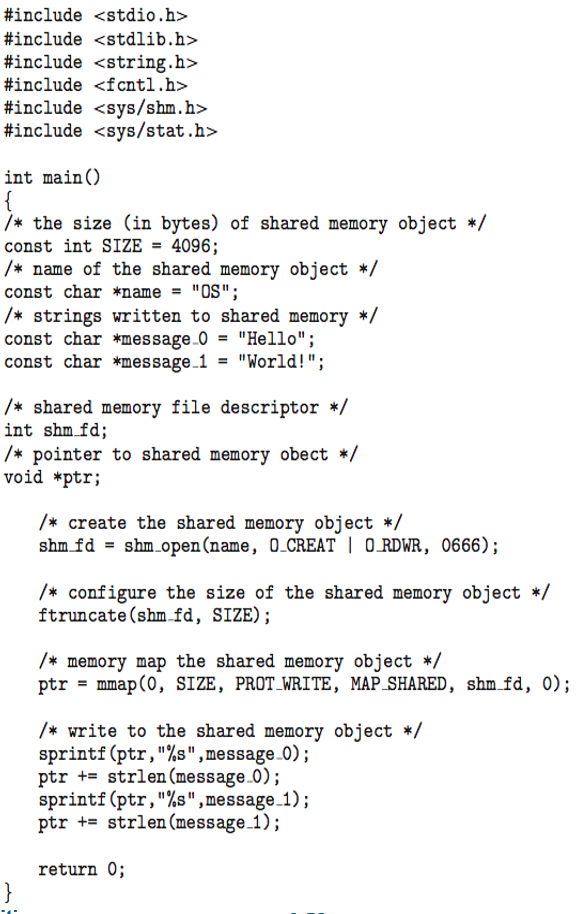 #include <stdio.h>
#include <stdlib.h>
#include <string.h>
#include <fcntl.h>
#include <sys/shm.h>
#include <sys/stat.h>
int main()
{
/* the size (in bytes) of shared memory object */
const int SIZE = 4096;
/* name of the shared memory object */
const char *name = "OS";
/* strings written to shared memory */
const char *message_0 = "Hello";
const char *message_1 = "World!";
/* shared memory file descriptor */
int shm_fd;
/* pointer to shared memory obect */
void *ptr;
/* create the shared memory object */
shm_fd = shm_open(name, O_CREAT | O_RDWR, 0666);
/* configure the size of the shared memory object */
ftruncate(shm_fd, SIZE);
/* memory map the shared memory object */
ptr = mmap(0, SIZE, PROT_WRITE, MAP_SHARED, shm_fd, 0);
/* write to the shared memory object */
sprintf(ptr,"%s",message_0);
ptr += strlen(message_0);
sprintf(ptr,"%s",message_1);
ptr += strlen(message_1);
return 0;
}